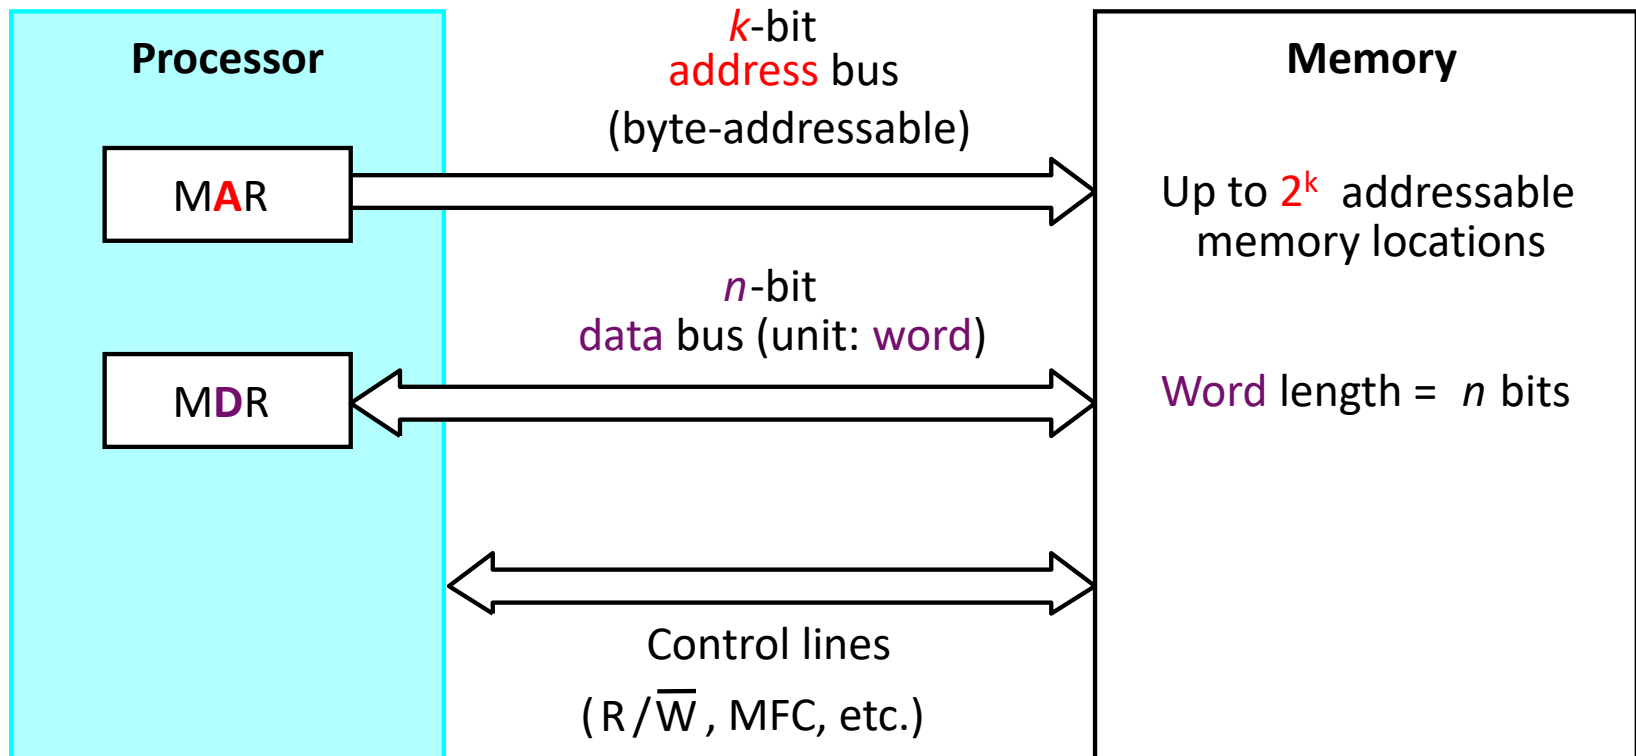 Processor
MAR
MDR
k-bit
address bus
(byte-addressable)
n-bit
data bus (unit: word)
Control lines
(R/W̅, MFC, etc.)
Memory
Up to 2ᵏ addressable
memory locations
Word length = n bits